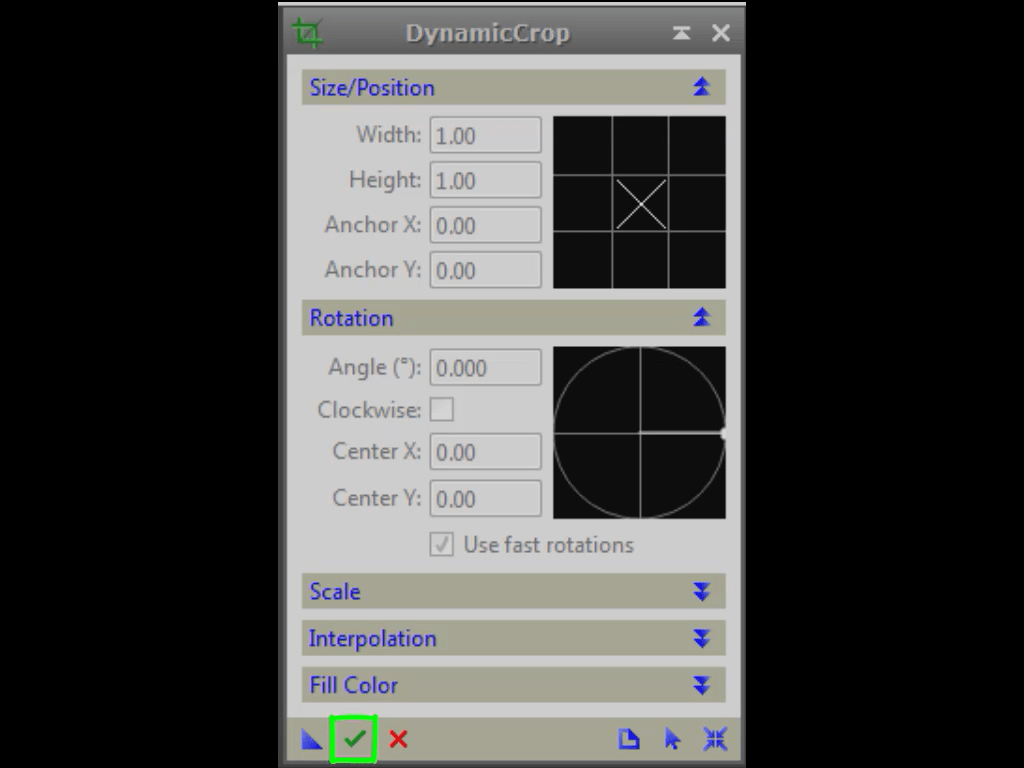 DynamicCrop
Size/Position
Width: 1.00
Height: 1.00
Anchor X: 0.00
Anchor Y: 0.00
Rotation
Angle (°): 0.000
Clockwise:
Center X: 0.00
Center Y: 0.00
Use fast rotations
Scale
Interpolation
Fill Color